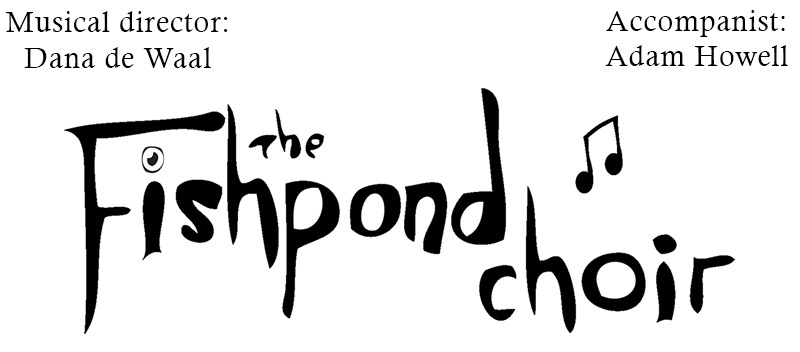 Musical director:
Dana de Waal
Accompanist:
Adam Howell
The
Fishpond
choir